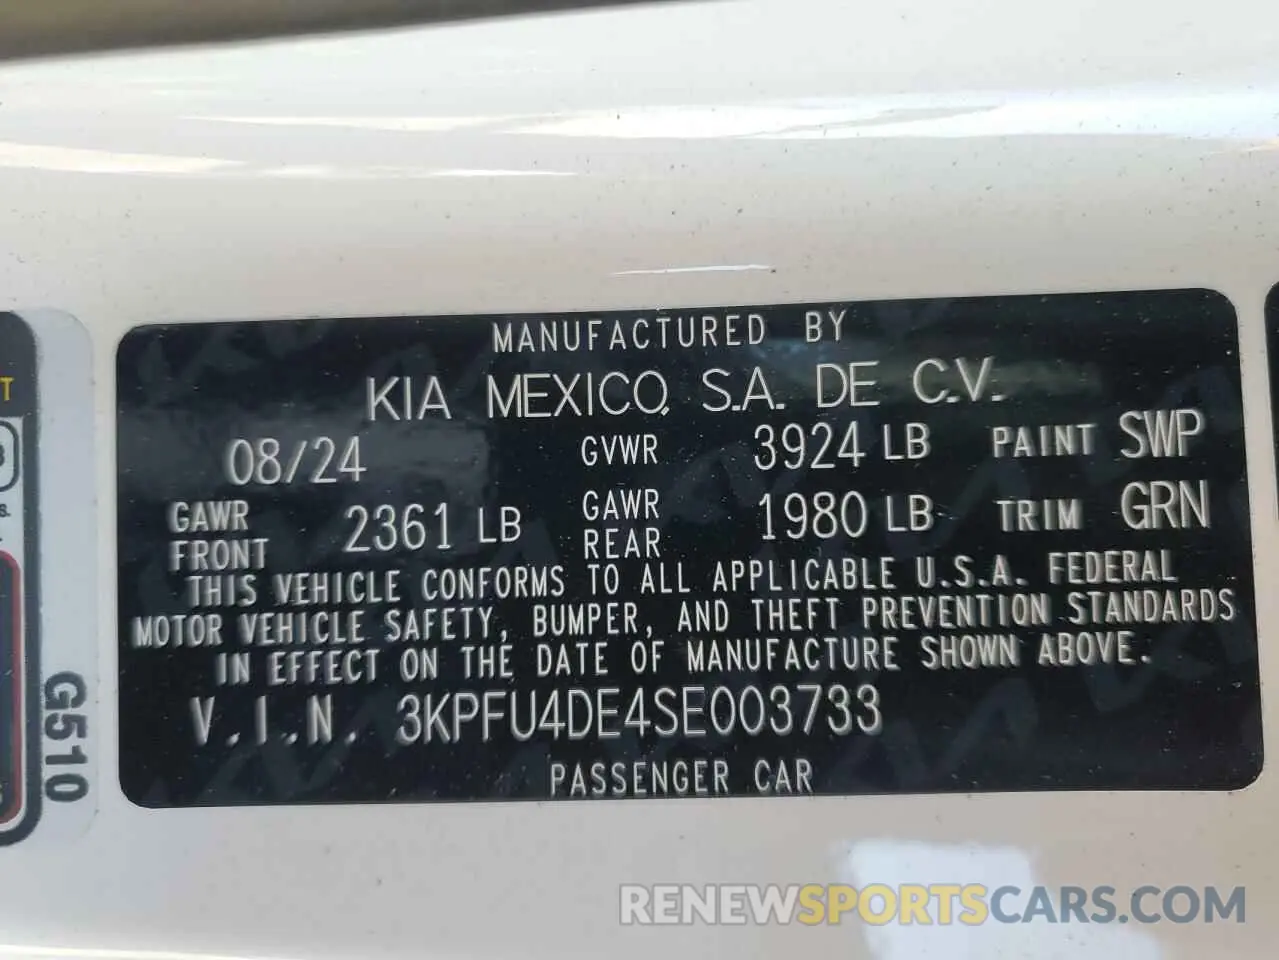 MANUFACTURED BY
KIA MEXICO, S.A. DE C.V.
08/24 GVWR 3924 LB PAINT SWP
GAWR FRONT 2361 LB GAWR REAR 1980 LB TRIM GRN
THIS VEHICLE CONFORMS TO ALL APPLICABLE U.S.A. FEDERAL
MOTOR VEHICLE SAFETY, BUMPER, AND THEFT PREVENTION STANDARDS
IN EFFECT ON THE DATE OF MANUFACTURE SHOWN ABOVE.
V.I.N. 3KPFU4DE4SE003733
PASSENGER CAR
G510
RENEWSPORTSCARS.COM